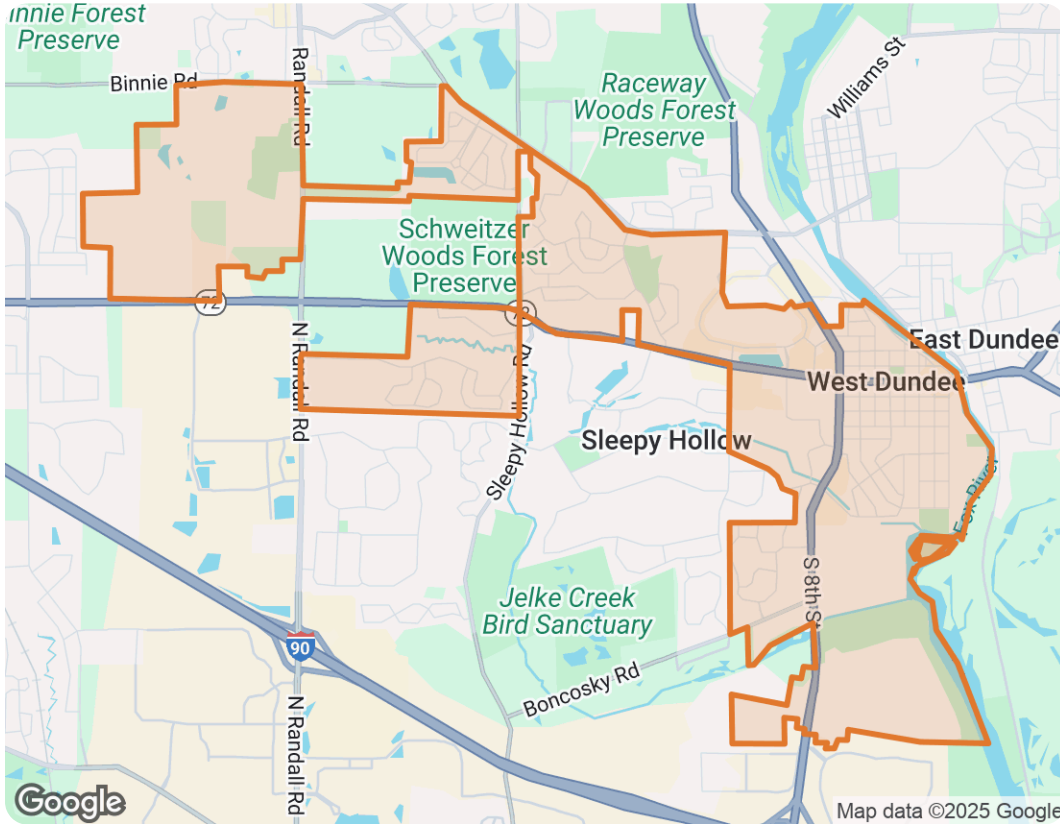 innie Forest
Preserve
Binnie Rd
Randall Rd
Raceway
Woods Forest
Preserve
Williams St
Schweitzer
Woods Forest
Preserve
72
72
East Dundee
West Dundee
N Randall Rd
Sleepy Hollow Rd
Sleepy Hollow
Fox River
S 8th St
Jelke Creek
Bird Sanctuary
90
Boncosky Rd
N Randall Rd
Google
Map data ©2025 Google